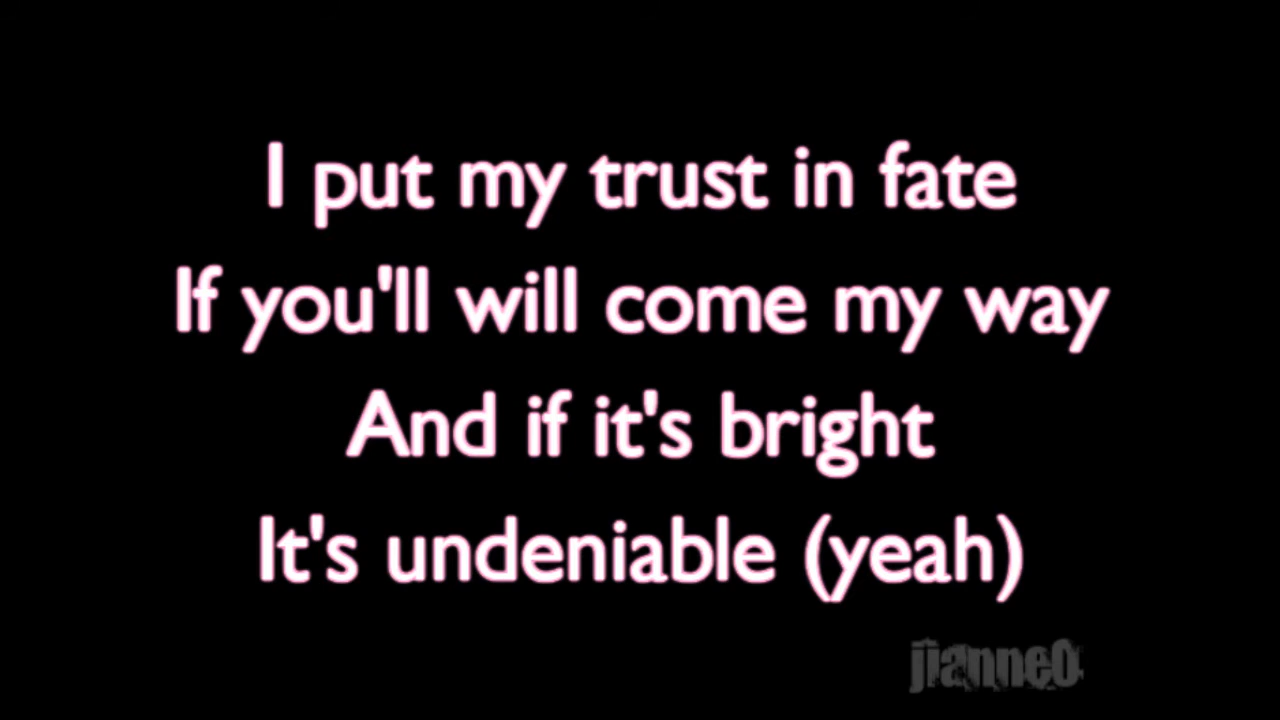 I put my trust in fate
If you'll will come my way
And if it's bright
It's undeniable (yeah)
jianne0